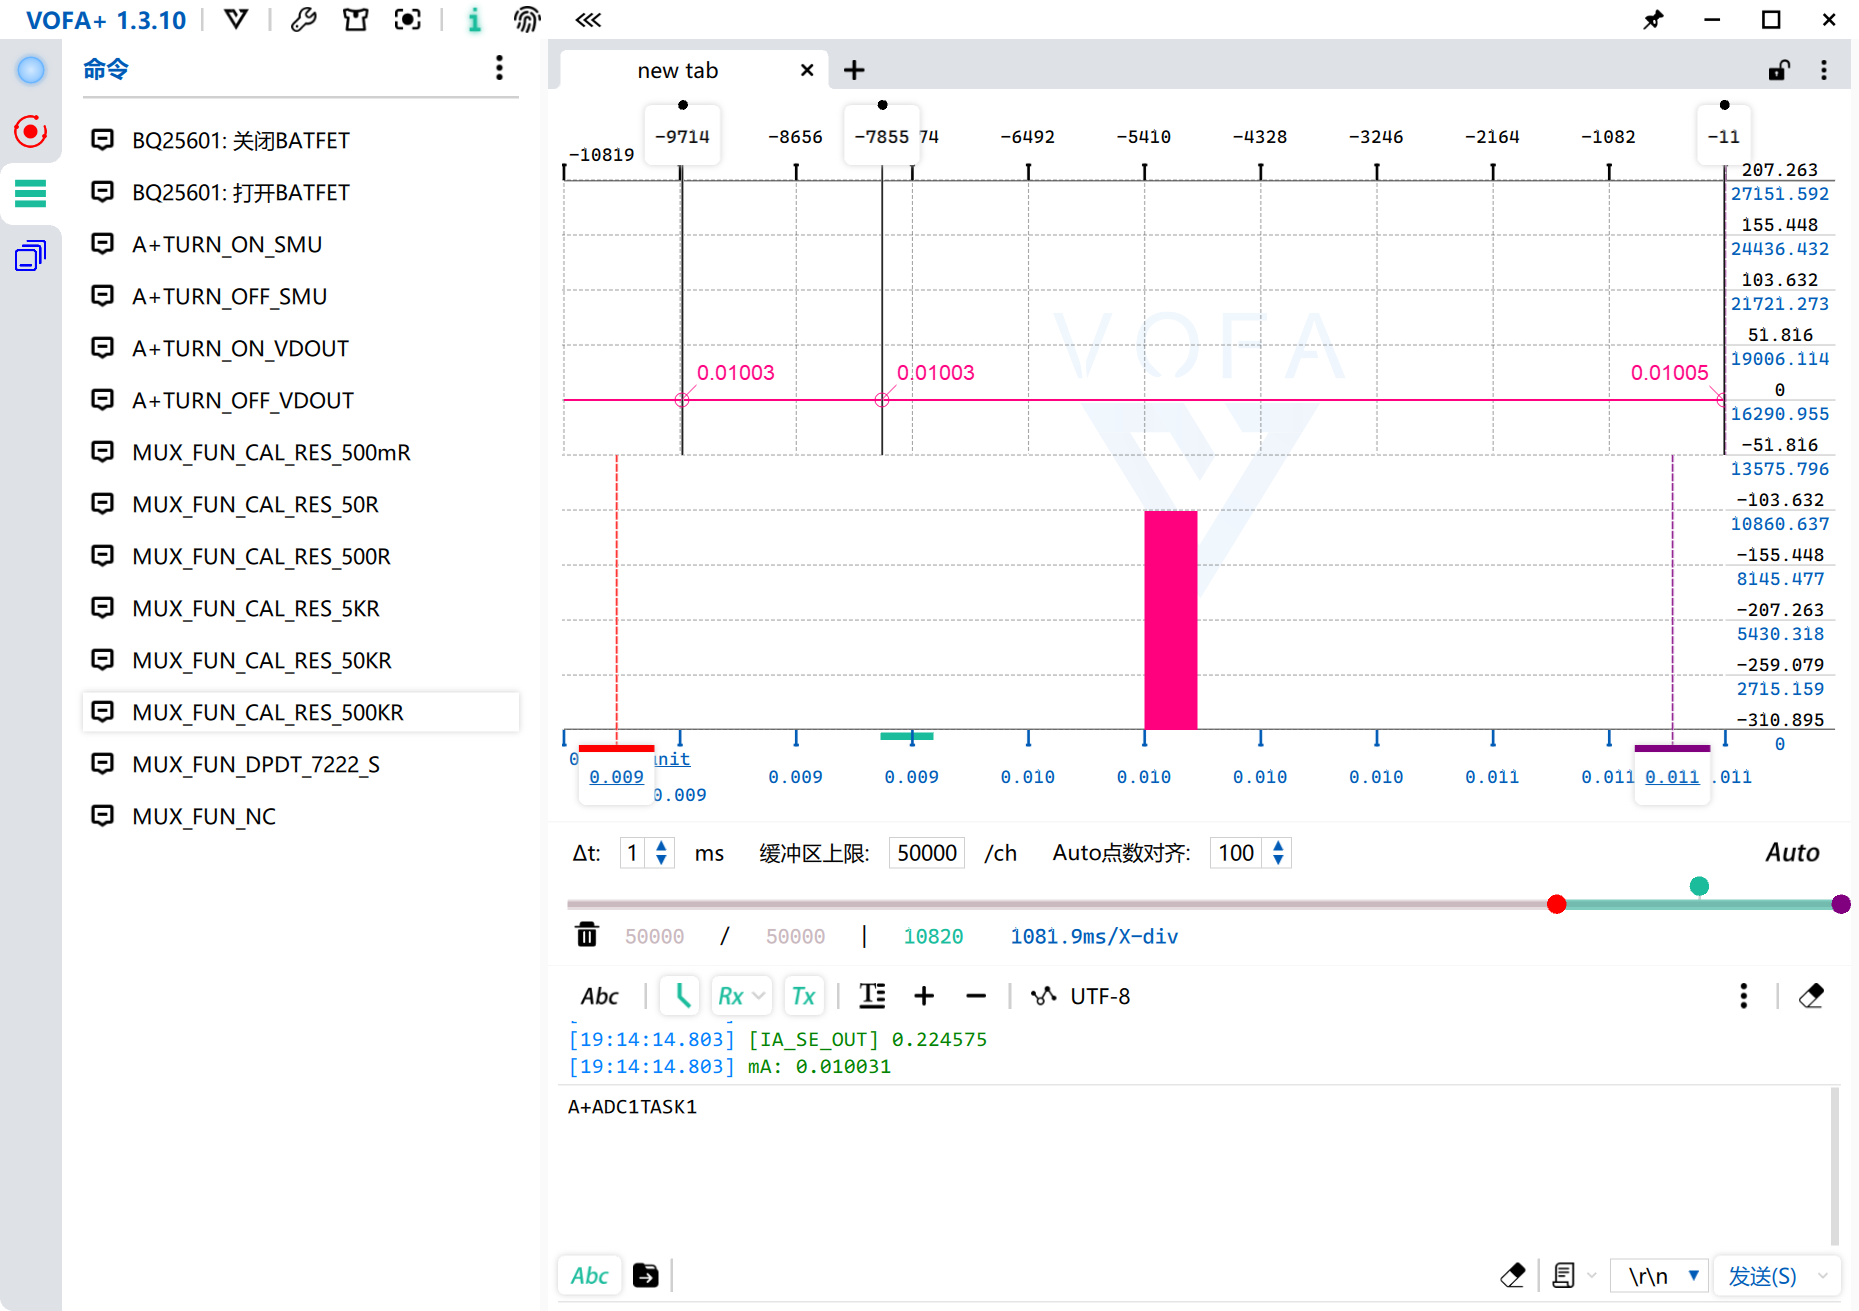 VOFA+ 1.3.10
命令
BQ25601: 关闭BATFET
BQ25601: 打开BATFET
A+TURN_ON_SMU
A+TURN_OFF_SMU
A+TURN_ON_VDOUT
A+TURN_OFF_VDOUT
MUX_FUN_CAL_RES_500mR
MUX_FUN_CAL_RES_50R
MUX_FUN_CAL_RES_500R
MUX_FUN_CAL_RES_5KR
MUX_FUN_CAL_RES_50KR
MUX_FUN_CAL_RES_500KR
MUX_FUN_DPDT_7222_S
MUX_FUN_NC
new tab
-10819 -9714 -8656 -7855 74 -6492 -5410 -4328 -3246 -2164 -1082 -11
207.263
27151.592
155.448
24436.432
103.632
21721.273
51.816
19006.114
0
16290.955
-51.816
13575.796
-103.632
10860.637
-155.448
8145.477
-207.263
5430.318
-259.079
2715.159
-310.895
0
VOFA
0.01003 0.01003 0.01005
0.009 0.009 0.009 0.009 0.010 0.010 0.010 0.010 0.011 0.011 0.011 .011
Δt: 1 ms 缓冲区上限: 50000 /ch Auto点数对齐: 100 Auto
50000 / 50000 | 10820 1081.9ms/X-div
Abc Rx Tx UTF-8
[19:14:14.803] [IA_SE_OUT] 0.224575
[19:14:14.803] mA: 0.010031
A+ADC1TASK1
Abc \r\n 发送(S)